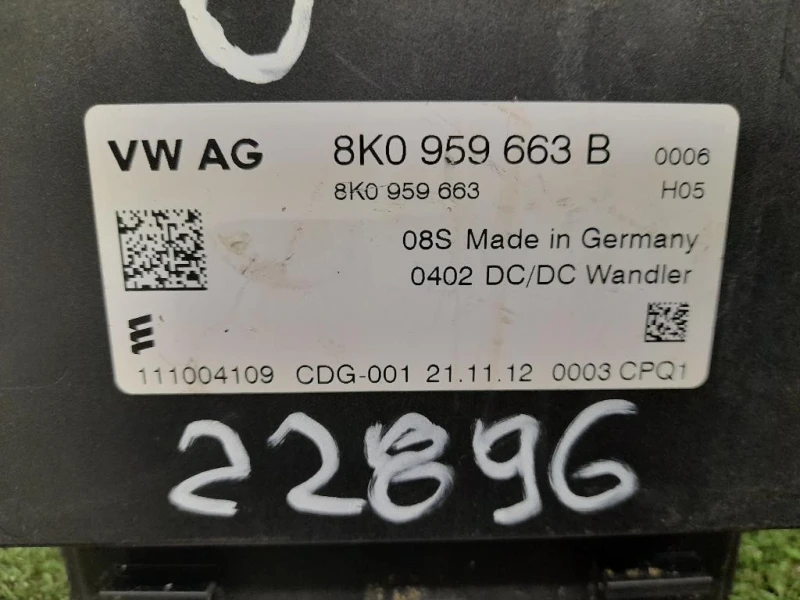 VW AG 8K0 959 663 B 0006
8K0 959 663 H05
08S Made in Germany
0402 DC/DC Wandler
111004109 CDG-001 21.11.12 0003 CPQ1
22896